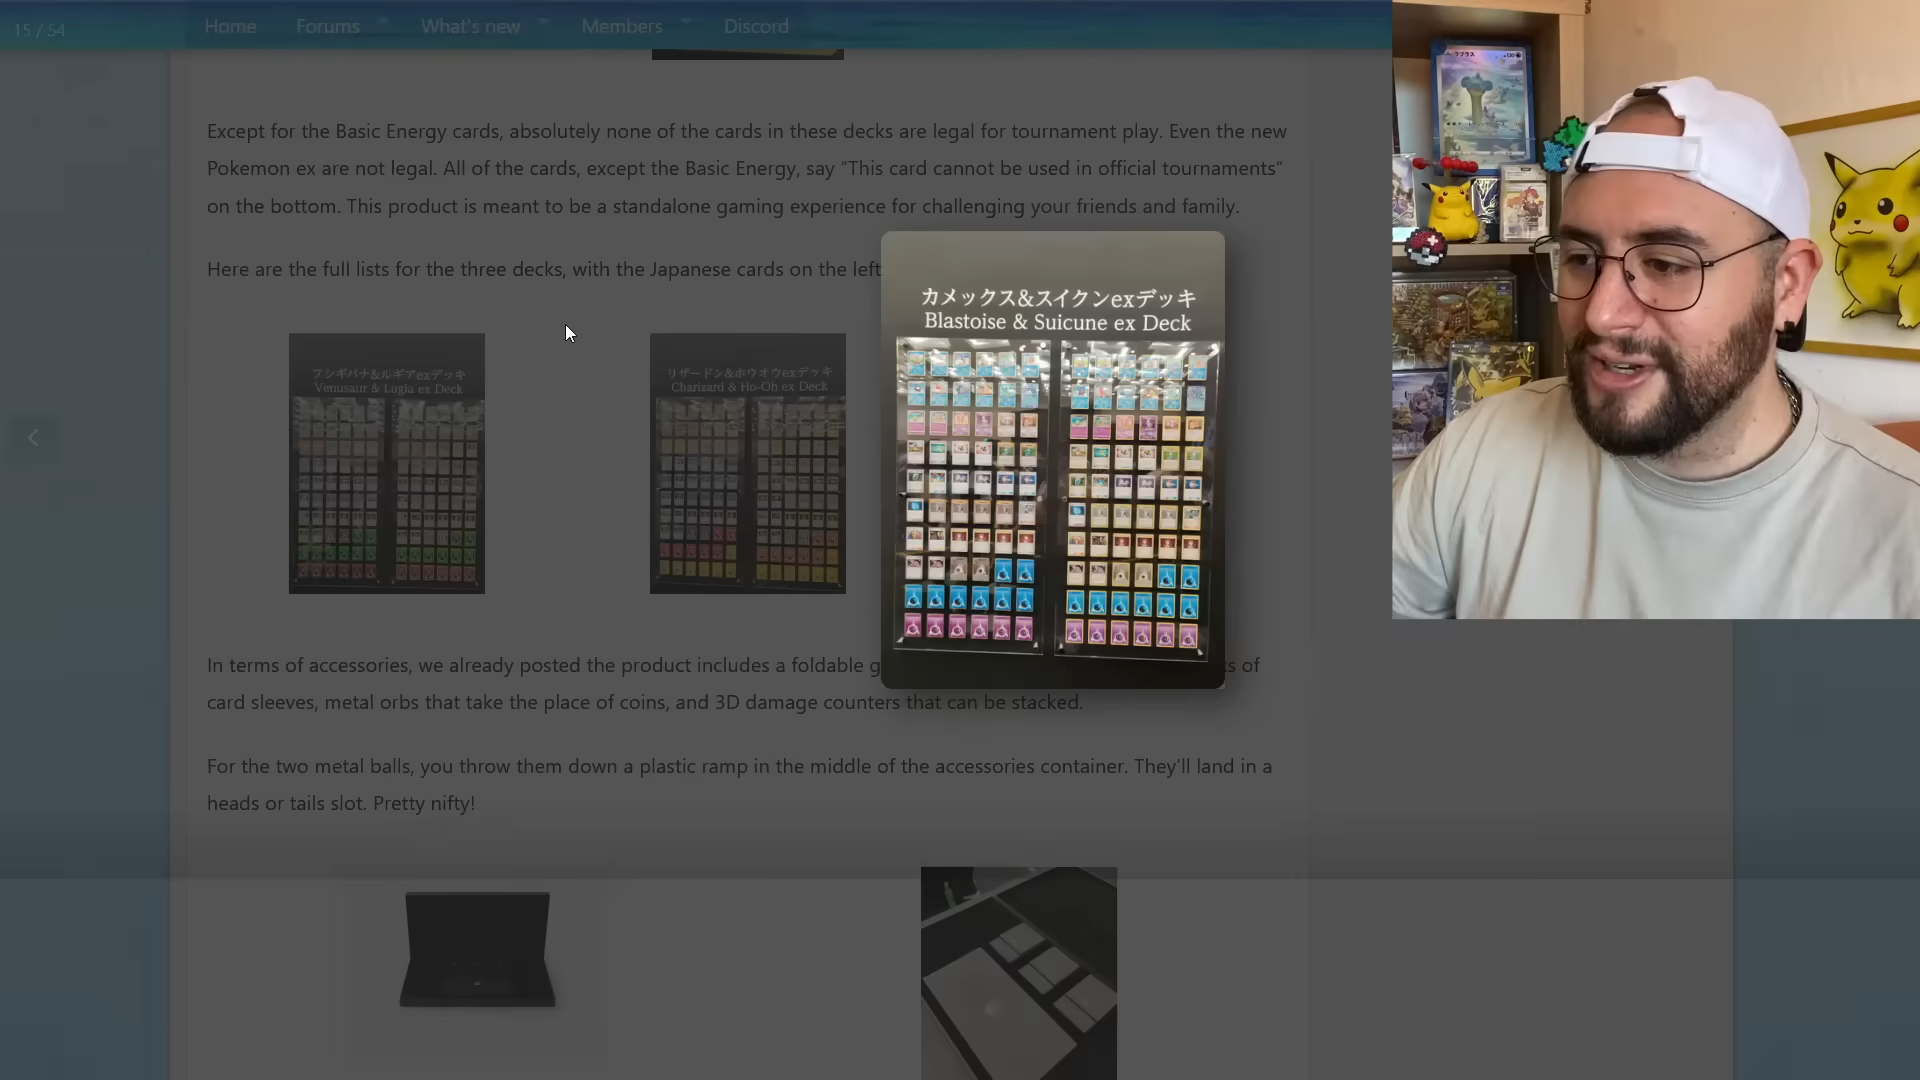 15 / 54
Home Forums What's new Members Discord
Except for the Basic Energy cards, absolutely none of the cards in these decks are legal for tournament play. Even the new
Pokemon ex are not legal. All of the cards, except the Basic Energy, say “This card cannot be used in official tournaments”
on the bottom. This product is meant to be a standalone gaming experience for challenging your friends and family.
Here are the full lists for the three decks, with the Japanese cards on the left
フシギバナ&ルギアexデッキ
Venusaur & Lugia ex Deck
リザードン&ホウオウexデッキ
Charizard & Ho-Oh ex Deck
カメックス&スイクンexデッキ
Blastoise & Suicune ex Deck
In terms of accessories, we already posted the product includes a foldable g s of
card sleeves, metal orbs that take the place of coins, and 3D damage counters that can be stacked.
For the two metal balls, you throw them down a plastic ramp in the middle of the accessories container. They’ll land in a
heads or tails slot. Pretty nifty!
ラプラス